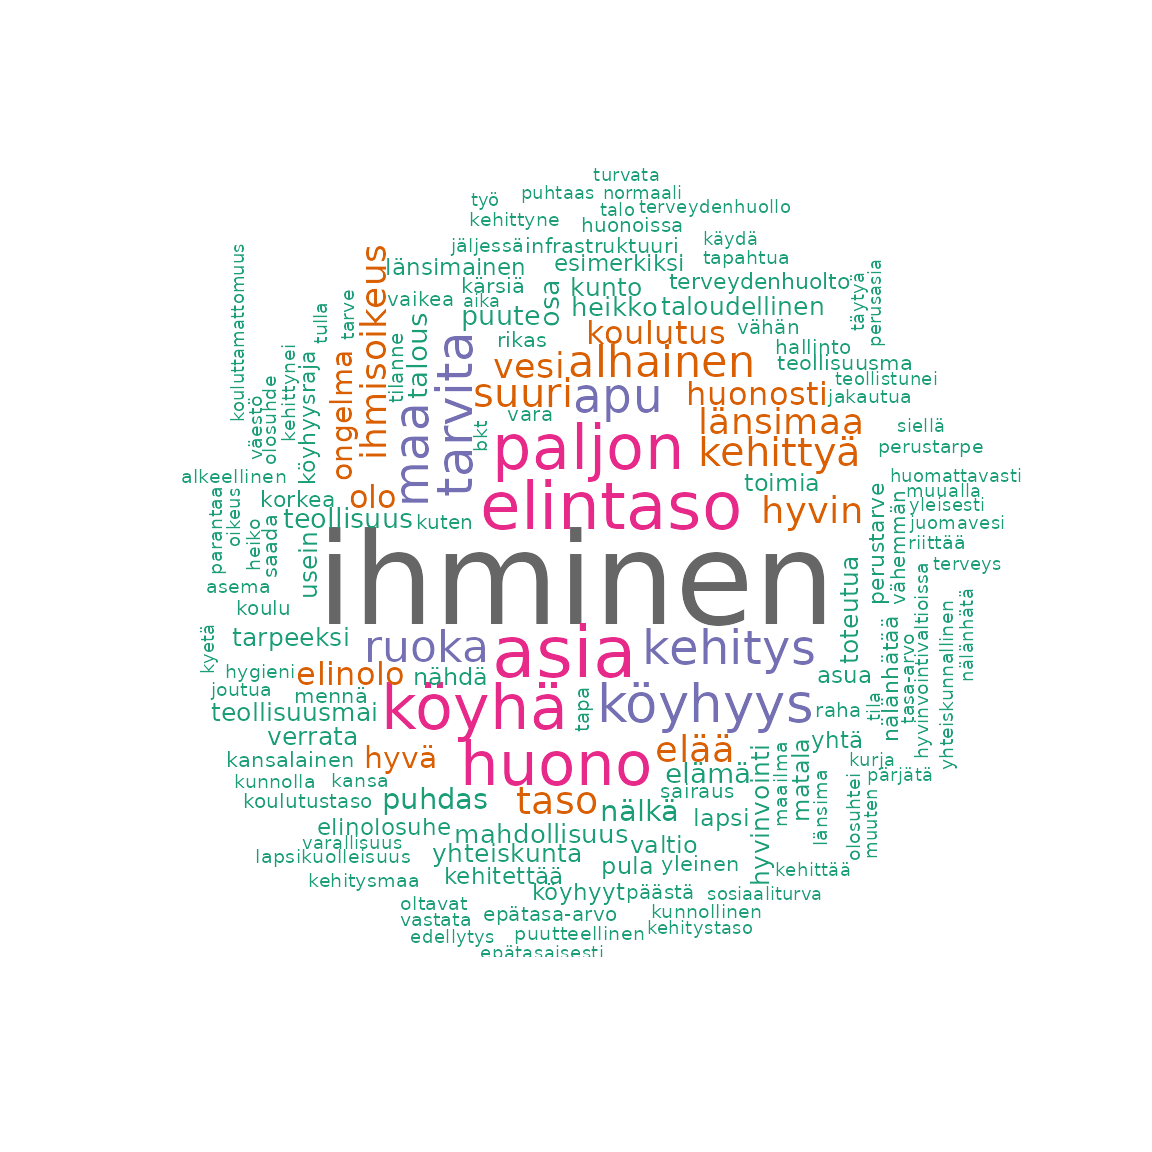 turvata
työ puhtaas normaali
talo terveydenhuollo
kehittyne huonoissa
jäljessä infrastruktuuri käydä
länsimainen esimerkiksi tapahtua
kärsiä kunto terveydenhuolto
vaikea aika osa heikko taloudellinen
puute
rikas koulutus vähän
hallinto
vesi alhainen teollisuusma
teollistunei
suuri apu huonosti jakautua
vara länsimaa siellä
bkt paljon kehittyä perustarpe
kouluttamattomuus
väestö
olosuhde
kehittynei
köyhyysraja
tulla
tarve
ongelma
ihmisoikeus
tilanne
talous
maa
tarvita
täytyä
perusasia
alkeellinen toimia huomattavasti
muualla
korkea olo elintaso hyvin yleisesti
teollisuus kuten juomavesi
parantaa
oikeus
heiko
saada
usein
perustarve
vähemmän
riittää
ihminen terveys
asema
koulu
toteutua
hyvinvointivaltioissa
nälänhätä
yhteiskunnallinen
tarpeeksi ruoka asia kehitys
kyetä
nälänhätää
tasa-arvo
hygieni elinolo nähdä asua
joutua mennä
teollisuusmai köyhä tapa köyhyys raha
tila
verrata yhtä
kansalainen hyvä huono elää kurja
elämä pärjätä
kunnolla kansa sairaus
hyvinvointi
maailma
matala
länsima
olosuhtei
muuten
koulutustaso puhdas taso nälkä
lapsi
elinolosuhe mahdollisuus
varallisuus valtio
lapsikuolleisuus yhteiskunta
pula yleinen
kehitysmaa kehitettää kehittää
köyhyyt päästä sosiaaliturva
oltavat
vastata epätasa-arvo kunnollinen
edellytys puutteellinen kehitystaso
epätasaisesti